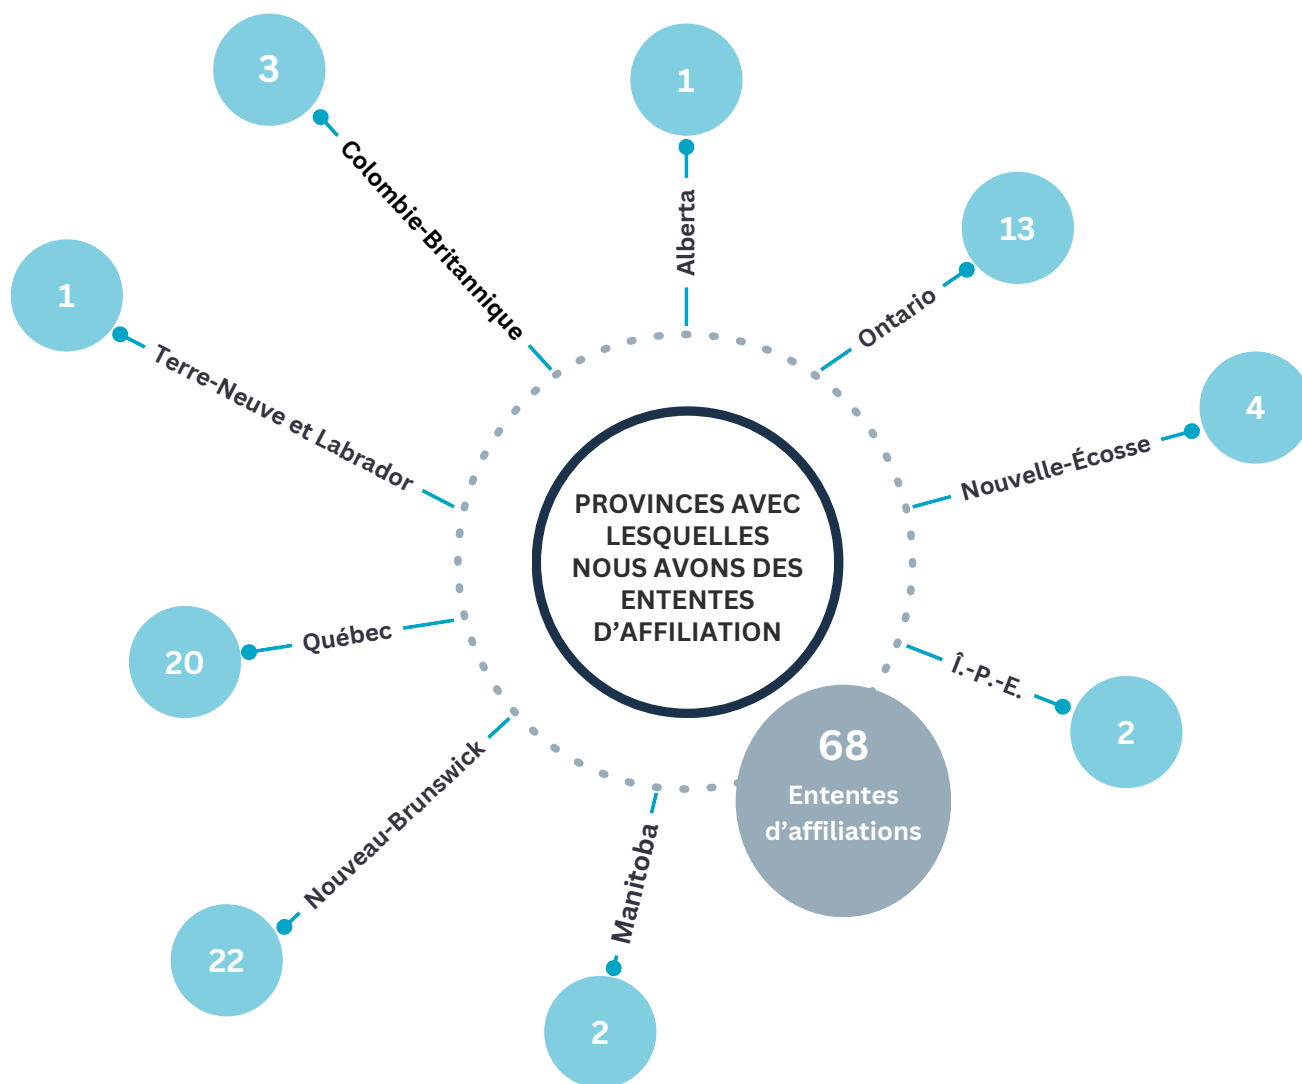 3
Colombie-Britannique
1
Alberta
13
Ontario
1
Terre-Neuve et Labrador
4
Nouvelle-Écosse
PROVINCES AVEC
LESQUELLES
NOUS AVONS DES
ENTENTES
D’AFFILIATION
20
Québec
Î.-P.-E.
2
68
Ententes
d’affiliations
22
Nouveau-Brunswick
Manitoba
2